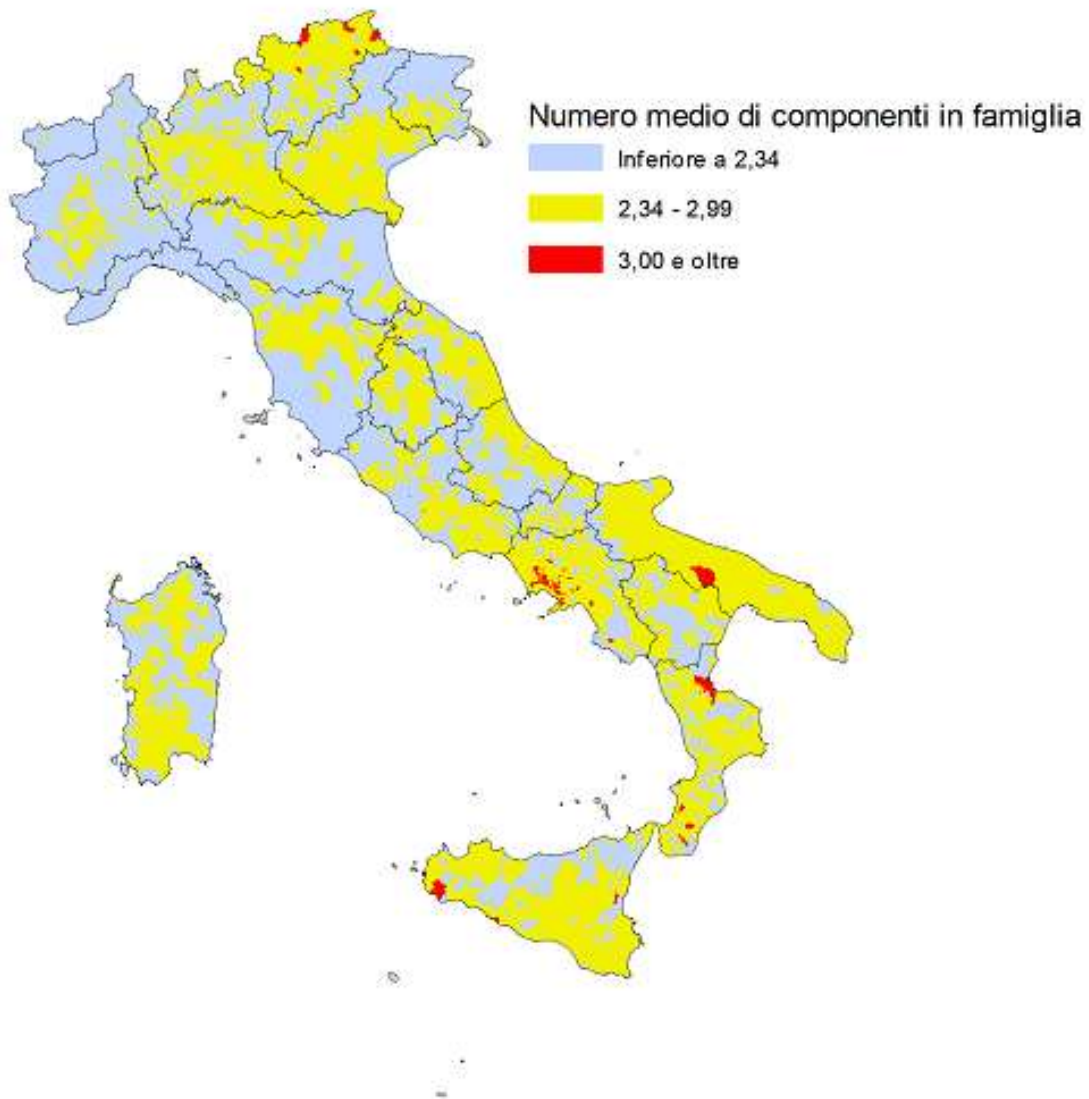 Numero medio di componenti in famiglia
Inferiore a 2,34
2,34 - 2,99
3,00 e oltre